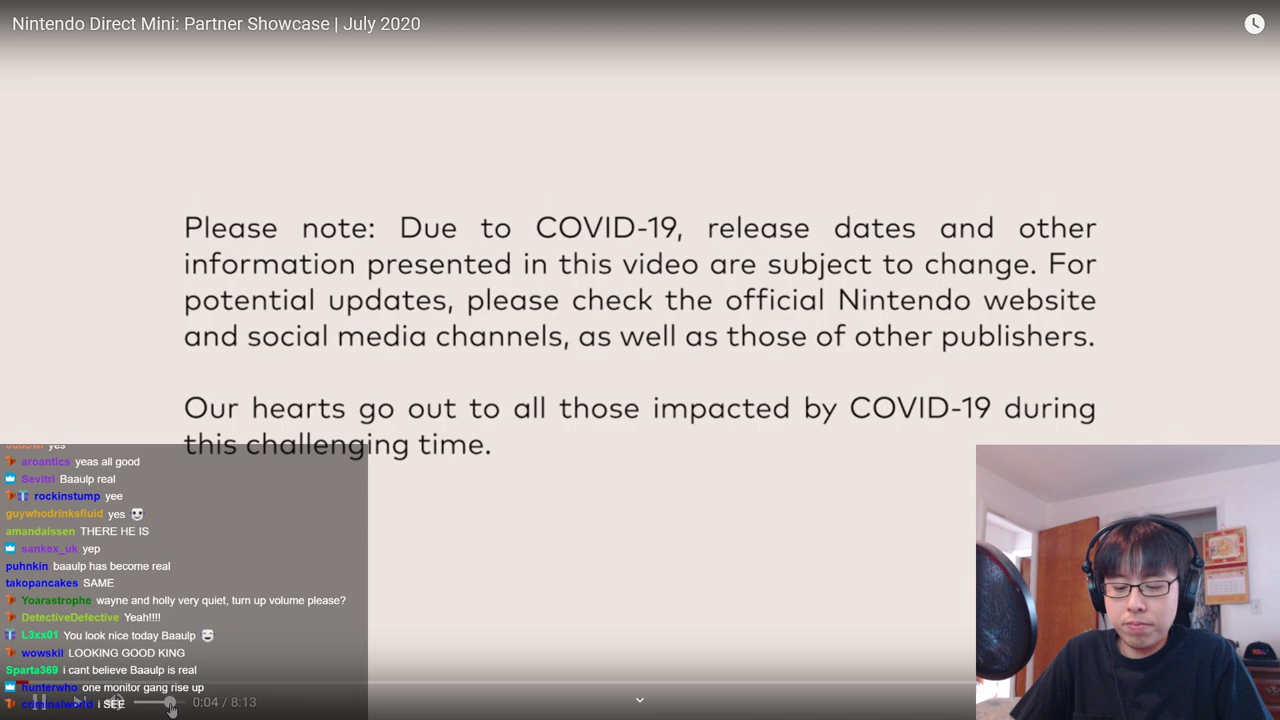 Nintendo Direct Mini: Partner Showcase | July 2020
Please note: Due to COVID-19, release dates and other
information presented in this video are subject to change. For
potential updates, please check the official Nintendo website
and social media channels, as well as those of other publishers.
Our hearts go out to all those impacted by COVID-19 during
this challenging time.
yes
aroantics yeas all good
Sevitri Baaulp real
rockinstump yee
guywhodrinksfluid yes
amandaissen THERE HE IS
sankex_uk yep
puhnkin baaulp has become real
takopancakes SAME
Yoarastrophe wayne and holly very quiet, turn up volume please?
DetectiveDefective Yeah!!!!
L3xx01 You look nice today Baaulp
wowskii LOOKING GOOD KING
Sparta369 i cant believe Baaulp is real
hunterwho one monitor gang rise up
criminalworld i SEE
0:04 / 8:13